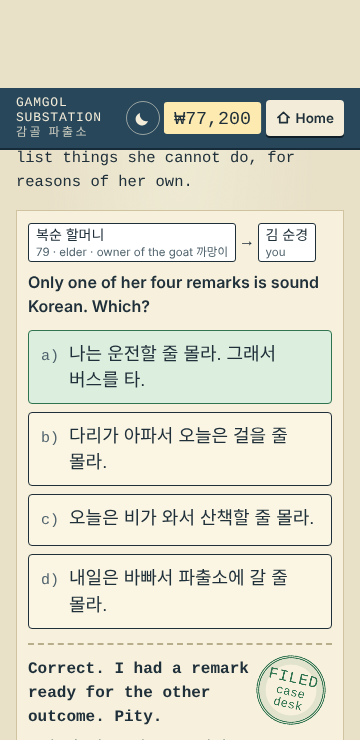 GAMGOL
SUBSTATION
감골 파출소
₩77,200
Home
list things she cannot do, for
reasons of her own.
복순 할머니
79 · elder · owner of the goat 까망이
→
김 순경
you
Only one of her four remarks is sound
Korean. Which?
a) 나는 운전할 줄 몰라. 그래서
버스를 타.
b) 다리가 아파서 오늘은 걸을 줄
몰라.
c) 오늘은 비가 와서 산책할 줄 몰라.
d) 내일은 바빠서 파출소에 갈 줄
몰라.
Correct. I had a remark
ready for the other
outcome. Pity.
FILED
case
desk